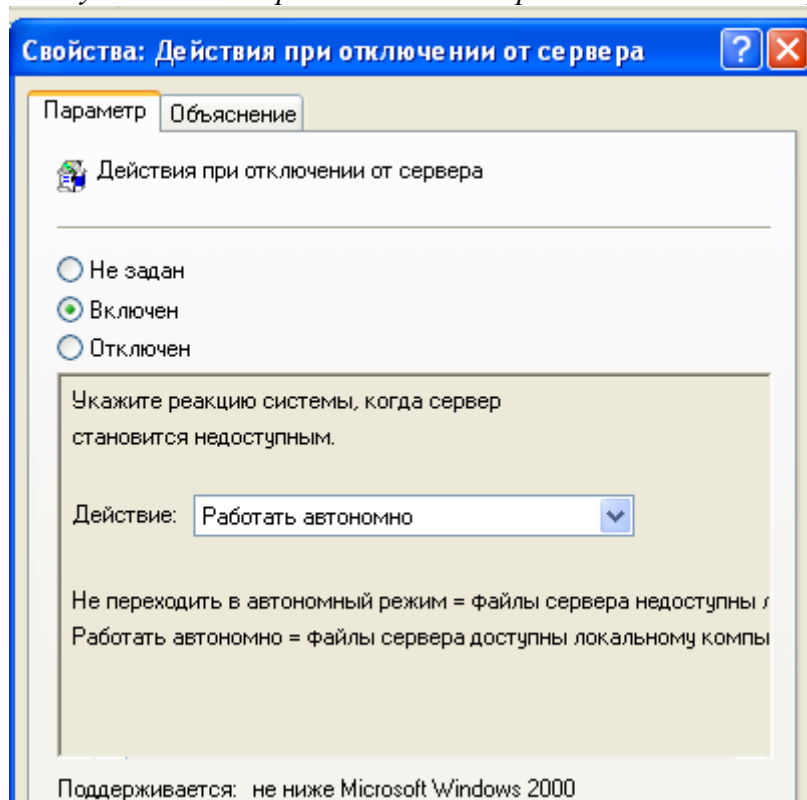 Свойства: Действия при отключении от сервера
Параметр Объяснение
Действия при отключении от сервера
Не задан
Включен
Отключен
Укажите реакцию системы, когда сервер
становится недоступным.
Действие: Работать автономно
Не переходить в автономный режим = файлы сервера недоступны
Работать автономно = файлы сервера доступны локальному компы
Поддерживается: не ниже Microsoft Windows 2000